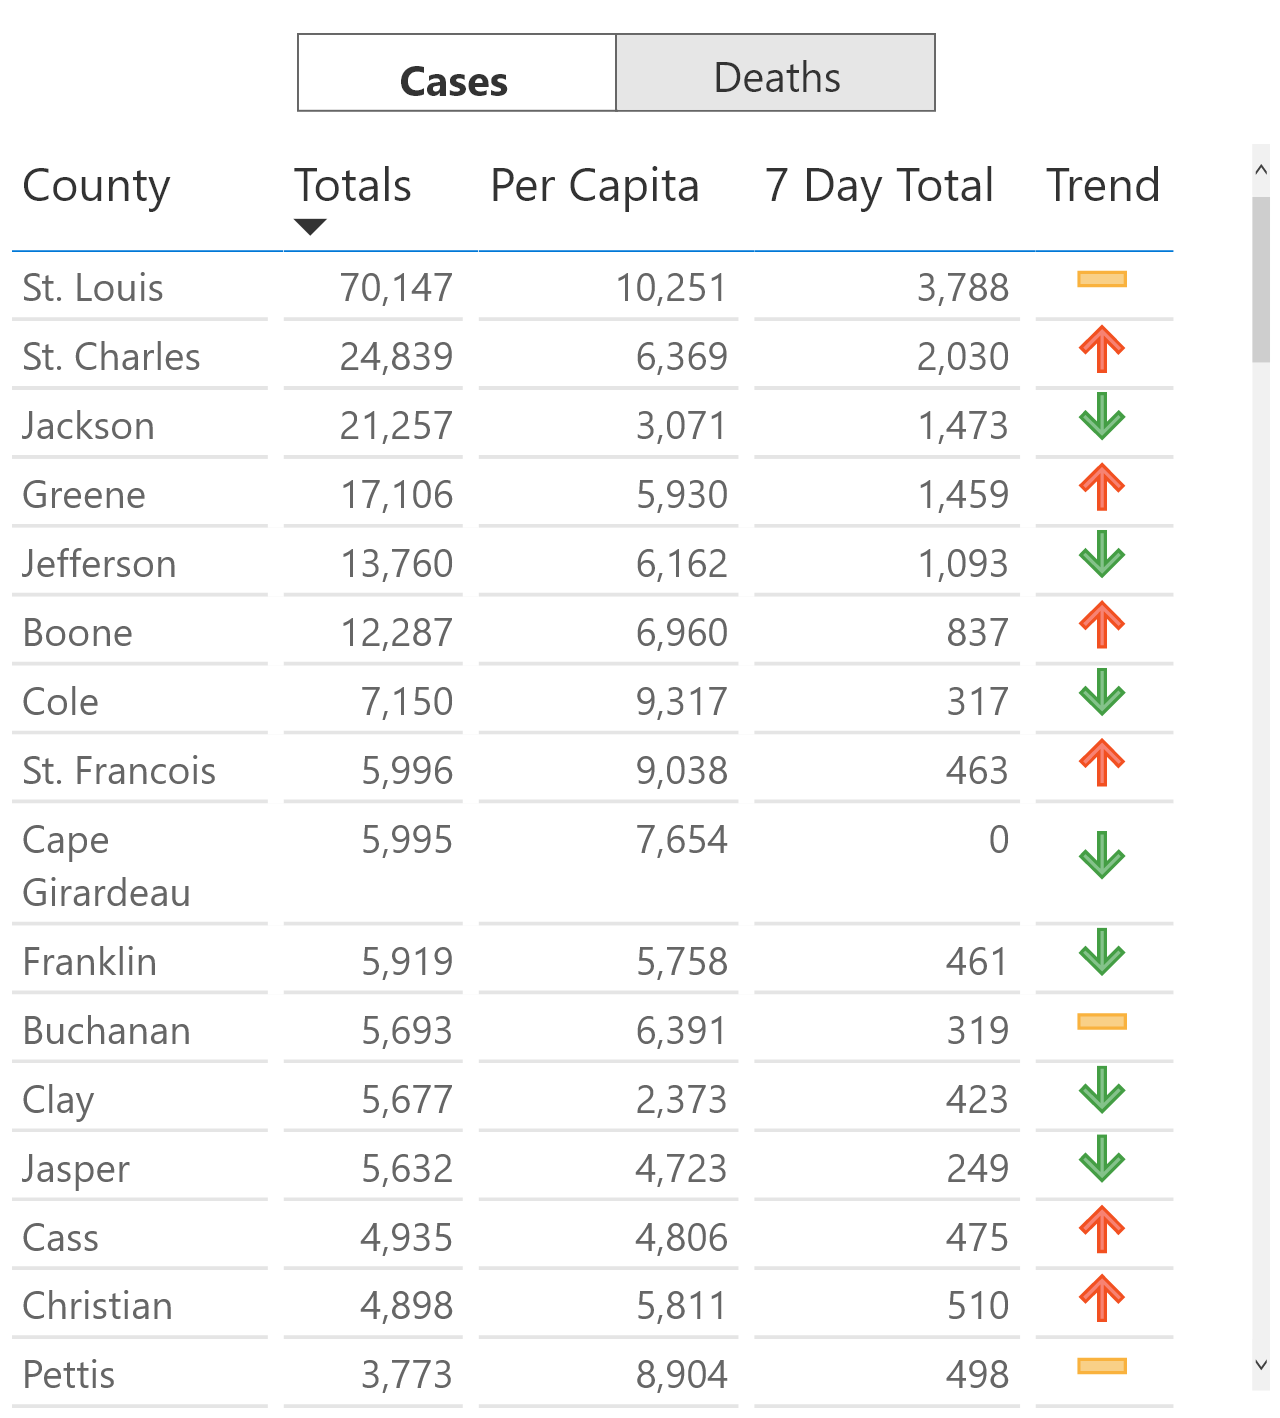 Cases Deaths
County Totals Per Capita 7 Day Total Trend
St. Louis 70,147 10,251 3,788
St. Charles 24,839 6,369 2,030
Jackson 21,257 3,071 1,473
Greene 17,106 5,930 1,459
Jefferson 13,760 6,162 1,093
Boone 12,287 6,960 837
Cole 7,150 9,317 317
St. Francois 5,996 9,038 463
Cape 5,995 7,654 0
Girardeau
Franklin 5,919 5,758 461
Buchanan 5,693 6,391 319
Clay 5,677 2,373 423
Jasper 5,632 4,723 249
Cass 4,935 4,806 475
Christian 4,898 5,811 510
Pettis 3,773 8,904 498